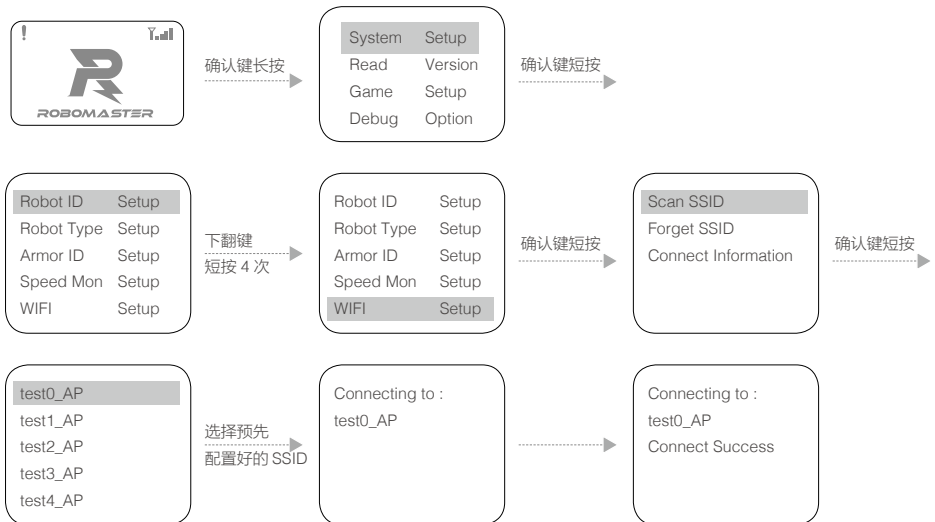 !
ROBOMASTER
确认键长按
System Setup
Read Version
Game Setup
Debug Option
确认键短按
Robot ID Setup
Robot Type Setup
Armor ID Setup
Speed Mon Setup
WIFI Setup
下翻键
短按 4 次
Robot ID Setup
Robot Type Setup
Armor ID Setup
Speed Mon Setup
WIFI Setup
确认键短按
Scan SSID
Forget SSID
Connect Information
确认键短按
test0_AP
test1_AP
test2_AP
test3_AP
test4_AP
选择预先
配置好的 SSID
Connecting to :
test0_AP
Connecting to :
test0_AP
Connect Success